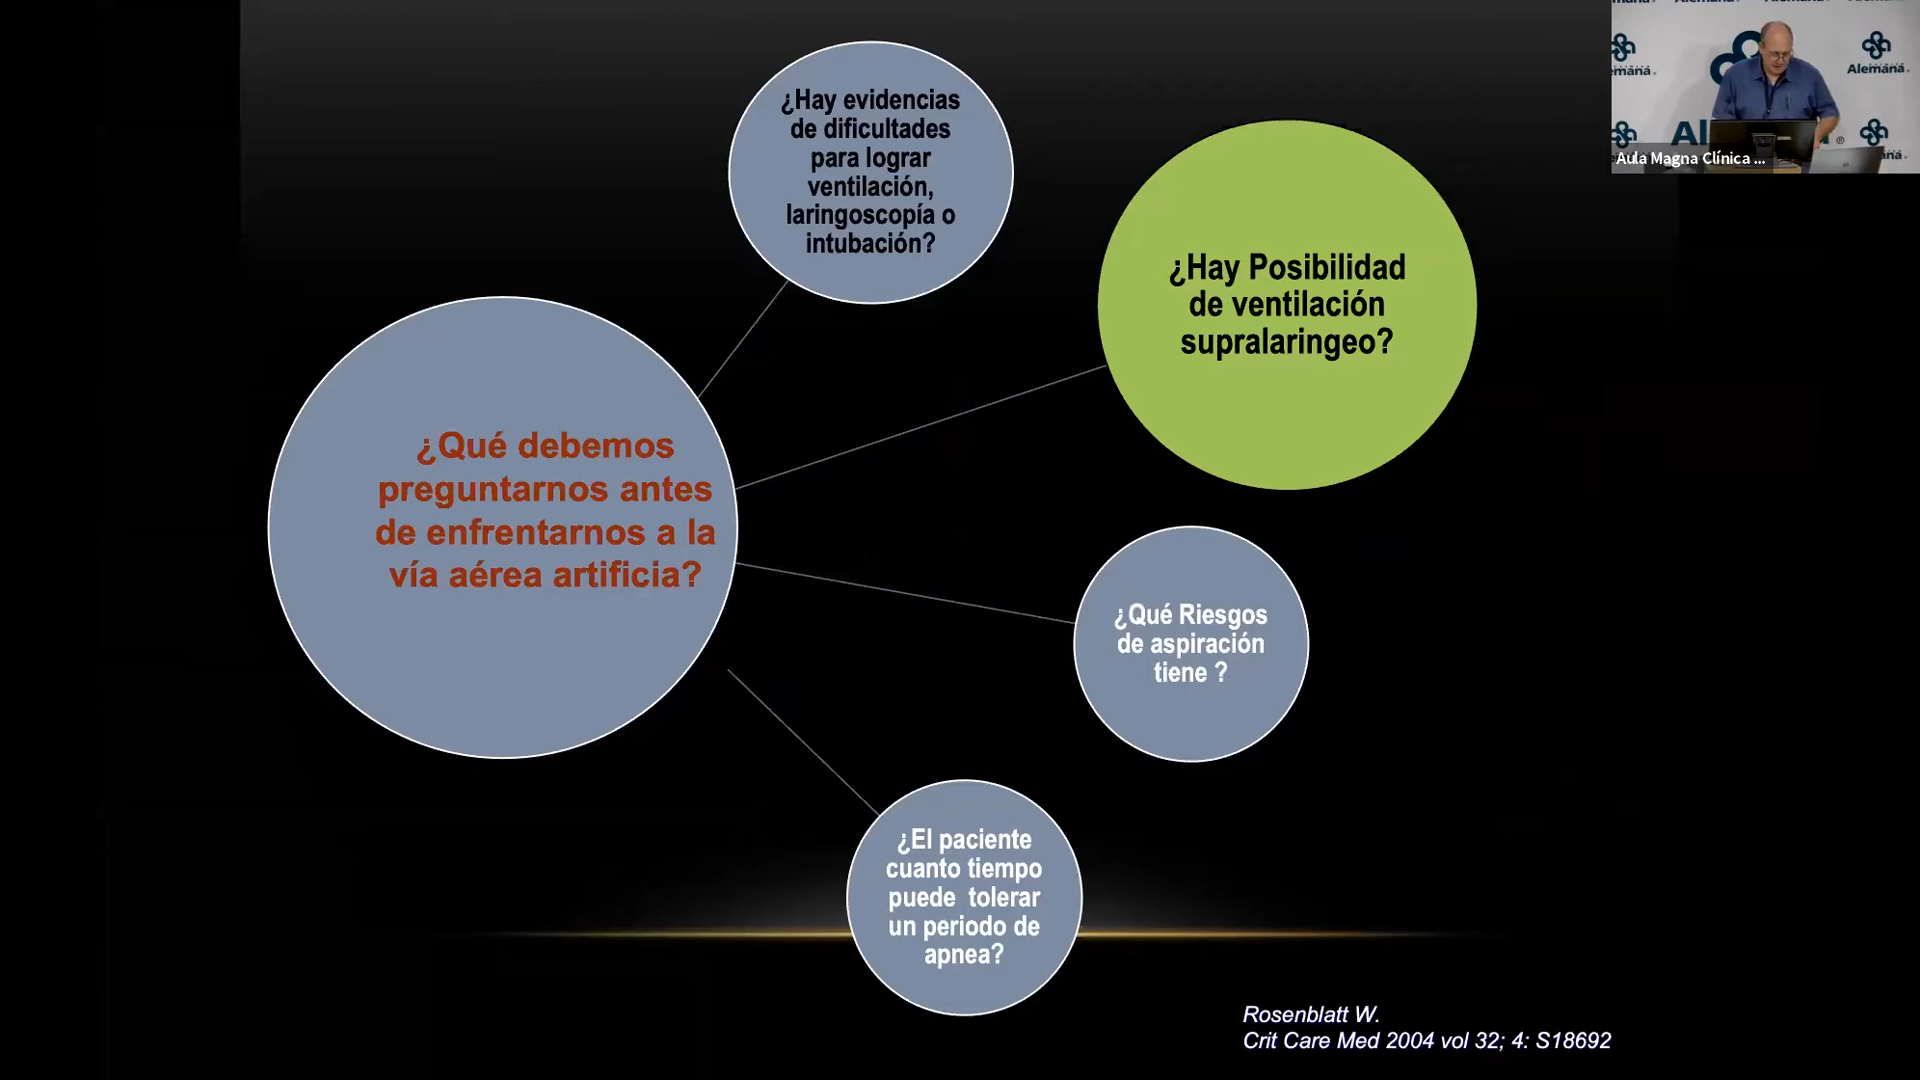 ¿Hay evidencias
de dificultades
para lograr
ventilación,
laringoscopía o
intubación?
¿Hay Posibilidad
de ventilación
supralaringeo?
¿Qué debemos
preguntarnos antes
de enfrentarnos a la
vía aérea artificia?
¿Qué Riesgos
de aspiración
tiene ?
¿El paciente
cuanto tiempo
puede tolerar
un periodo de
apnea?
Rosenblatt W.
Crit Care Med 2004 vol 32; 4: S18692
Alemana
Aula Magna Clínica ...